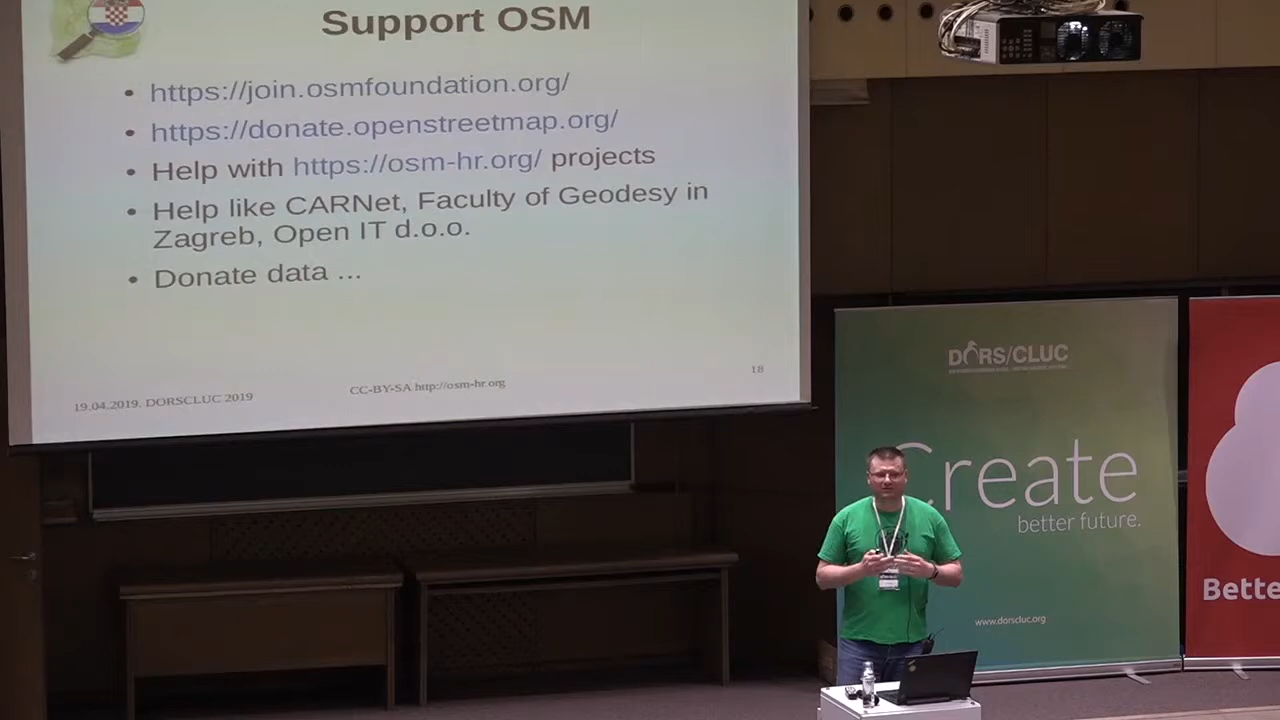 Support OSM
• https://join.osmfoundation.org/
• https://donate.openstreetmap.org/
• Help with https://osm-hr.org/ projects
• Help like CARNet, Faculty of Geodesy in
Zagreb, Open IT d.o.o.
• Donate data ...
19.04.2019. DORSCLUC 2019
CC-BY-SA http://osm-hr.org
18
DORS/CLUC
Create
better future.
www.dorscluc.org
Bette